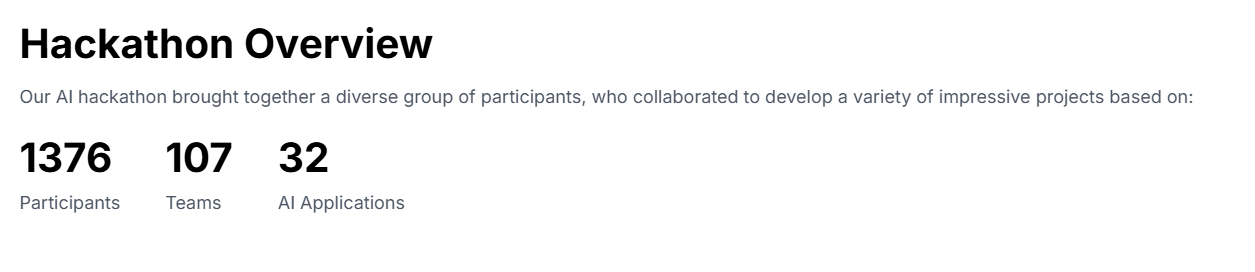 Hackathon Overview
Our AI hackathon brought together a diverse group of participants, who collaborated to develop a variety of impressive projects based on:
1376 107 32
Participants Teams AI Applications